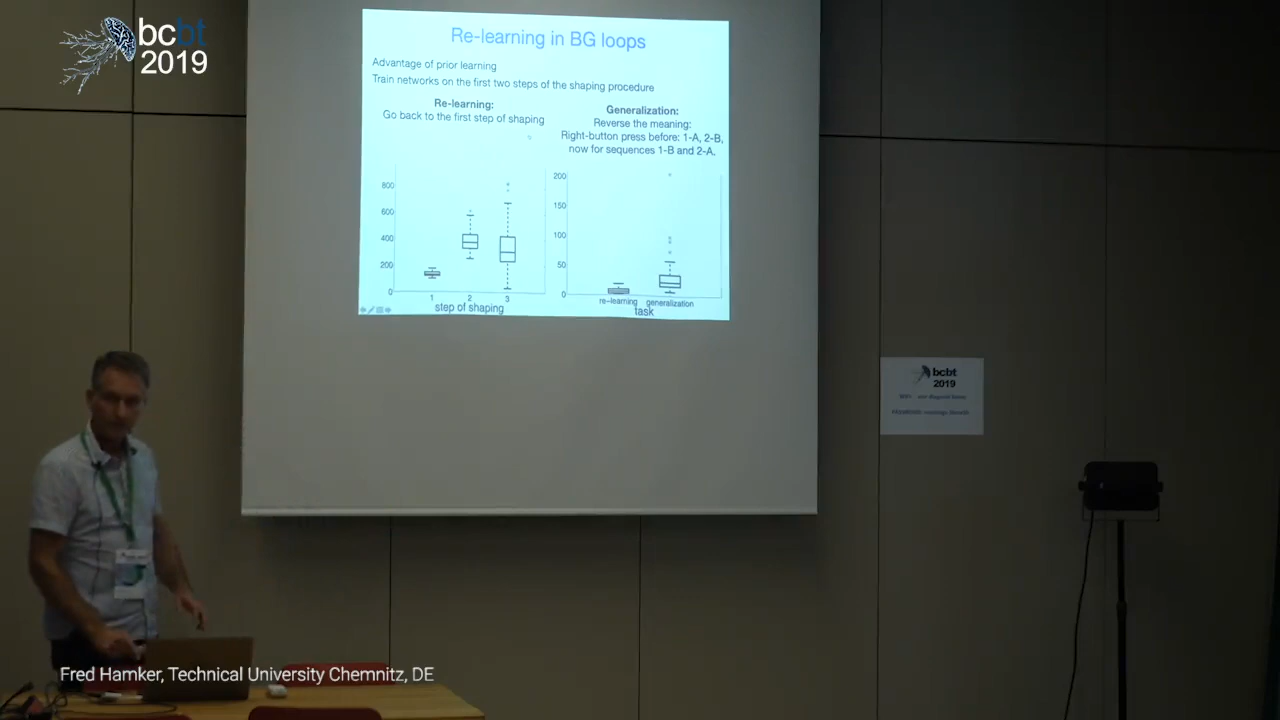 bcbt
2019
Re-learning in BG loops
Advantage of prior learning
Train networks on the first two steps of the shaping procedure
Re-learning:
Go back to the first step of shaping
Generalization:
Reverse the meaning:
Right-button press before: 1-A, 2-B,
now for sequences 1-B and 2-A.
800
600
400
200
0
1 2 3
step of shaping
200
150
100
50
0
re-learning generalization
task
bcbt
2019
Fred Hamker, Technical University Chemnitz, DE